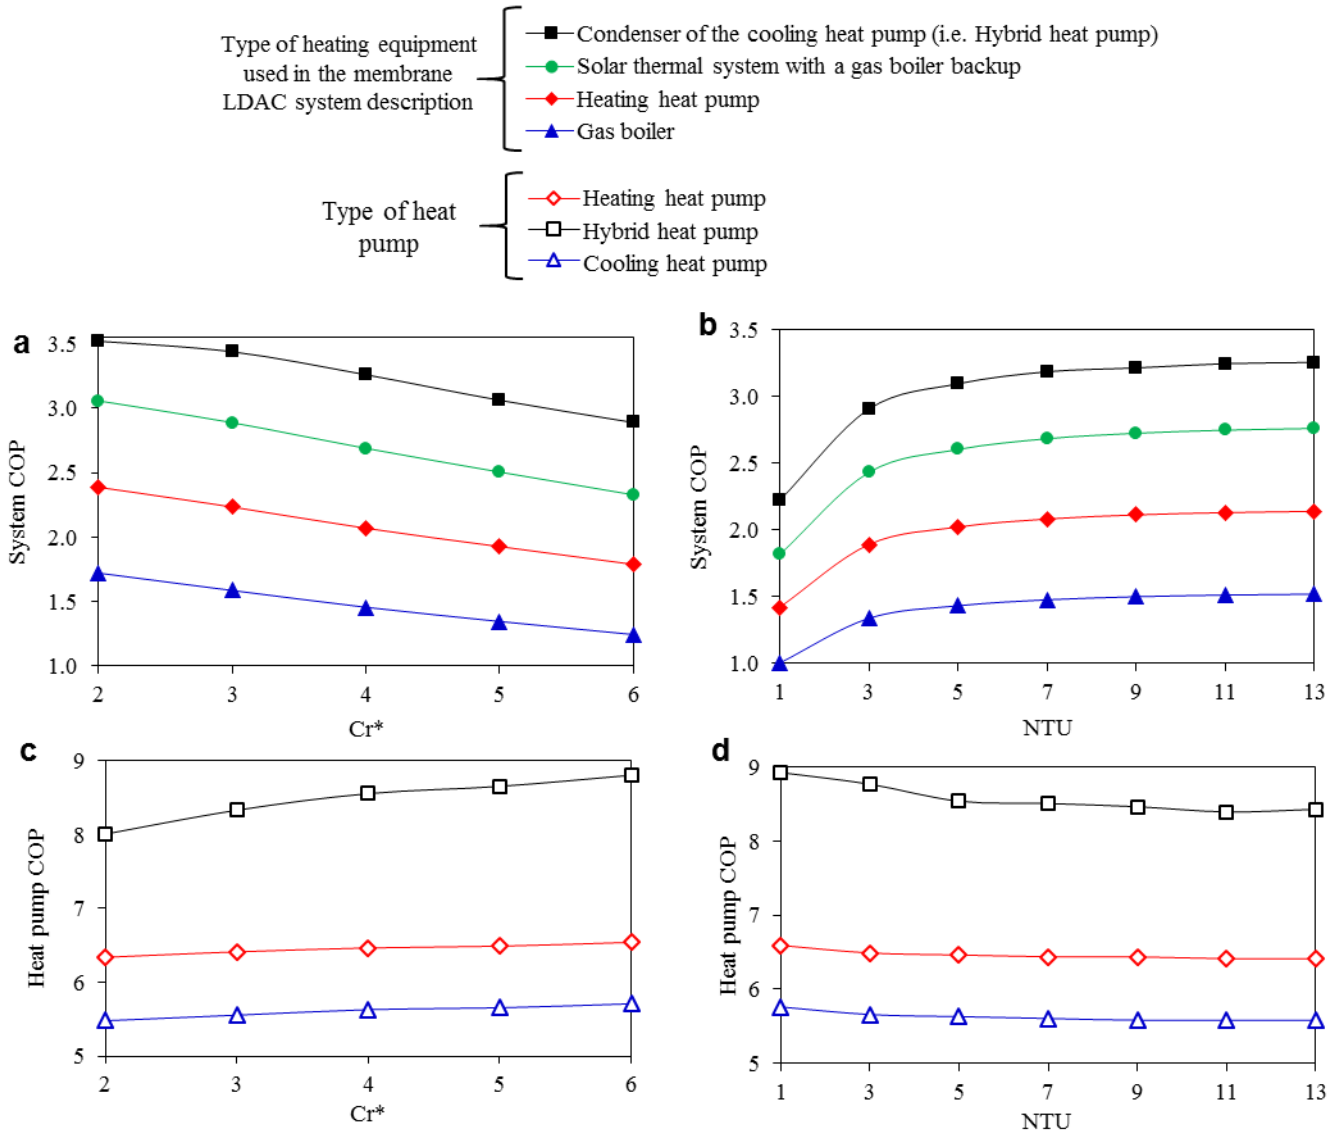 Type of heating equipment
used in the membrane
LDAC system description
Condenser of the cooling heat pump (i.e. Hybrid heat pump)
Solar thermal system with a gas boiler backup
Heating heat pump
Gas boiler
Type of heat
pump
Heating heat pump
Hybrid heat pump
Cooling heat pump
a
System COP
3.5
3.0
2.5
2.0
1.5
1.0
2 3 4 5 6
Cr*
b
System COP
3.5
3.0
2.5
2.0
1.5
1.0
1 3 5 7 9 11 13
NTU
c
Heat pump COP
9
8
7
6
5
2 3 4 5 6
Cr*
d
Heat pump COP
9
8
7
6
5
1 3 5 7 9 11 13
NTU